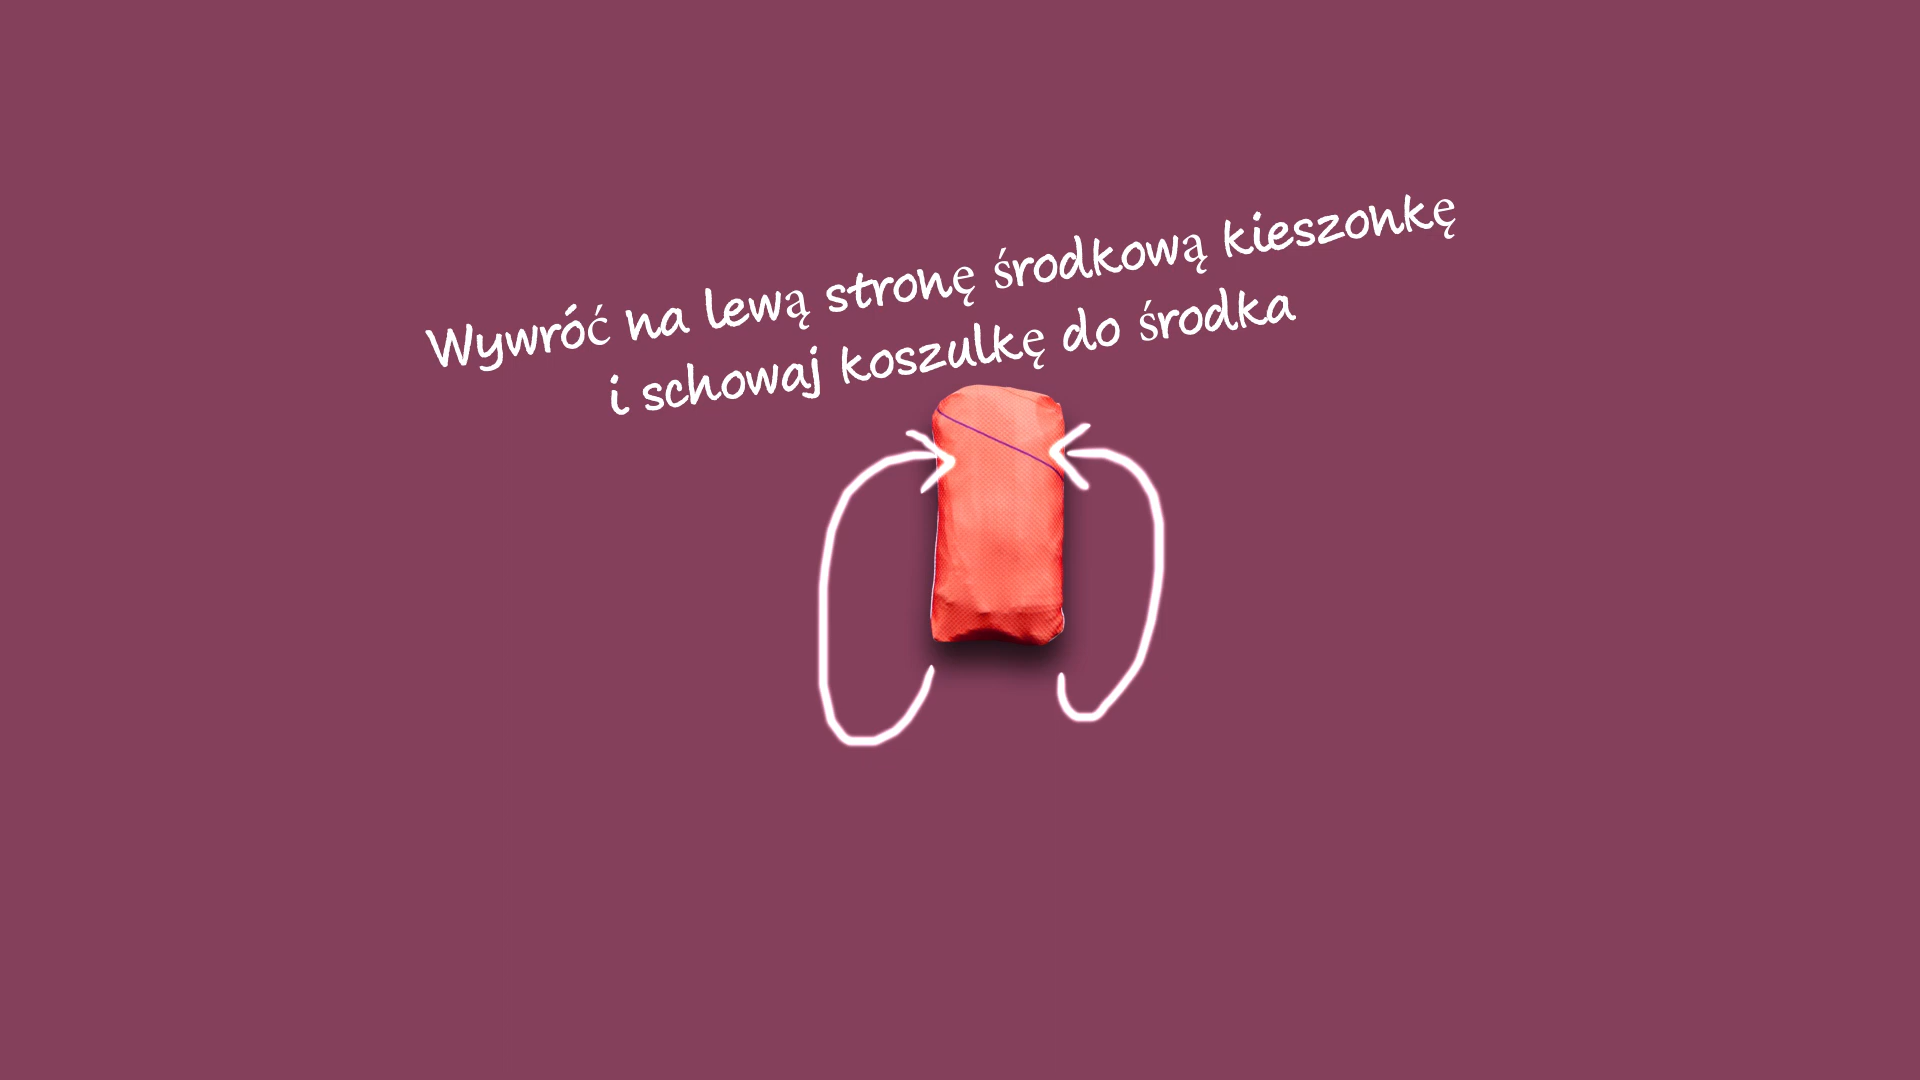 Wywróć na lewą stronę środkową kieszonkę
i schowaj koszulkę do środka